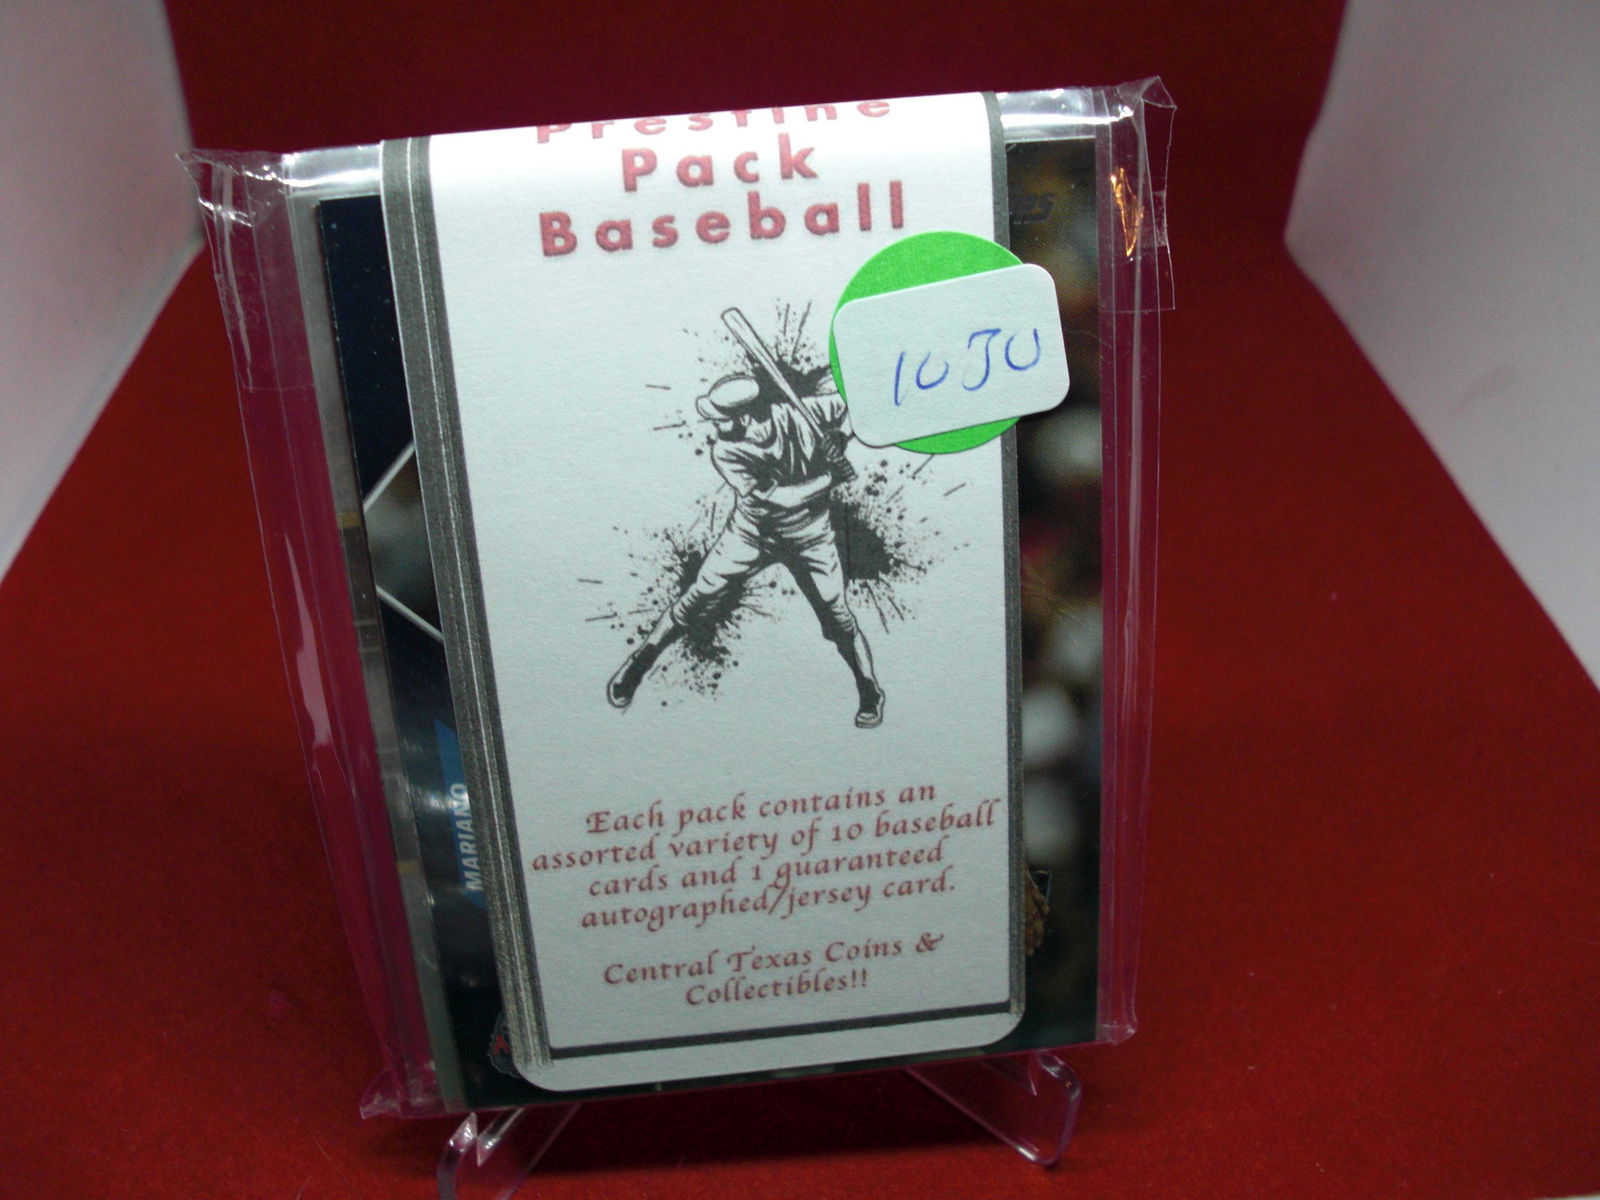 Prestine
Pack
Baseball
10JU
Each pack contains an
assorted variety of 10 baseball
cards and 1 guaranteed
autographed/jersey card.
Central Texas Coins &
Collectibles!!
MARIANO